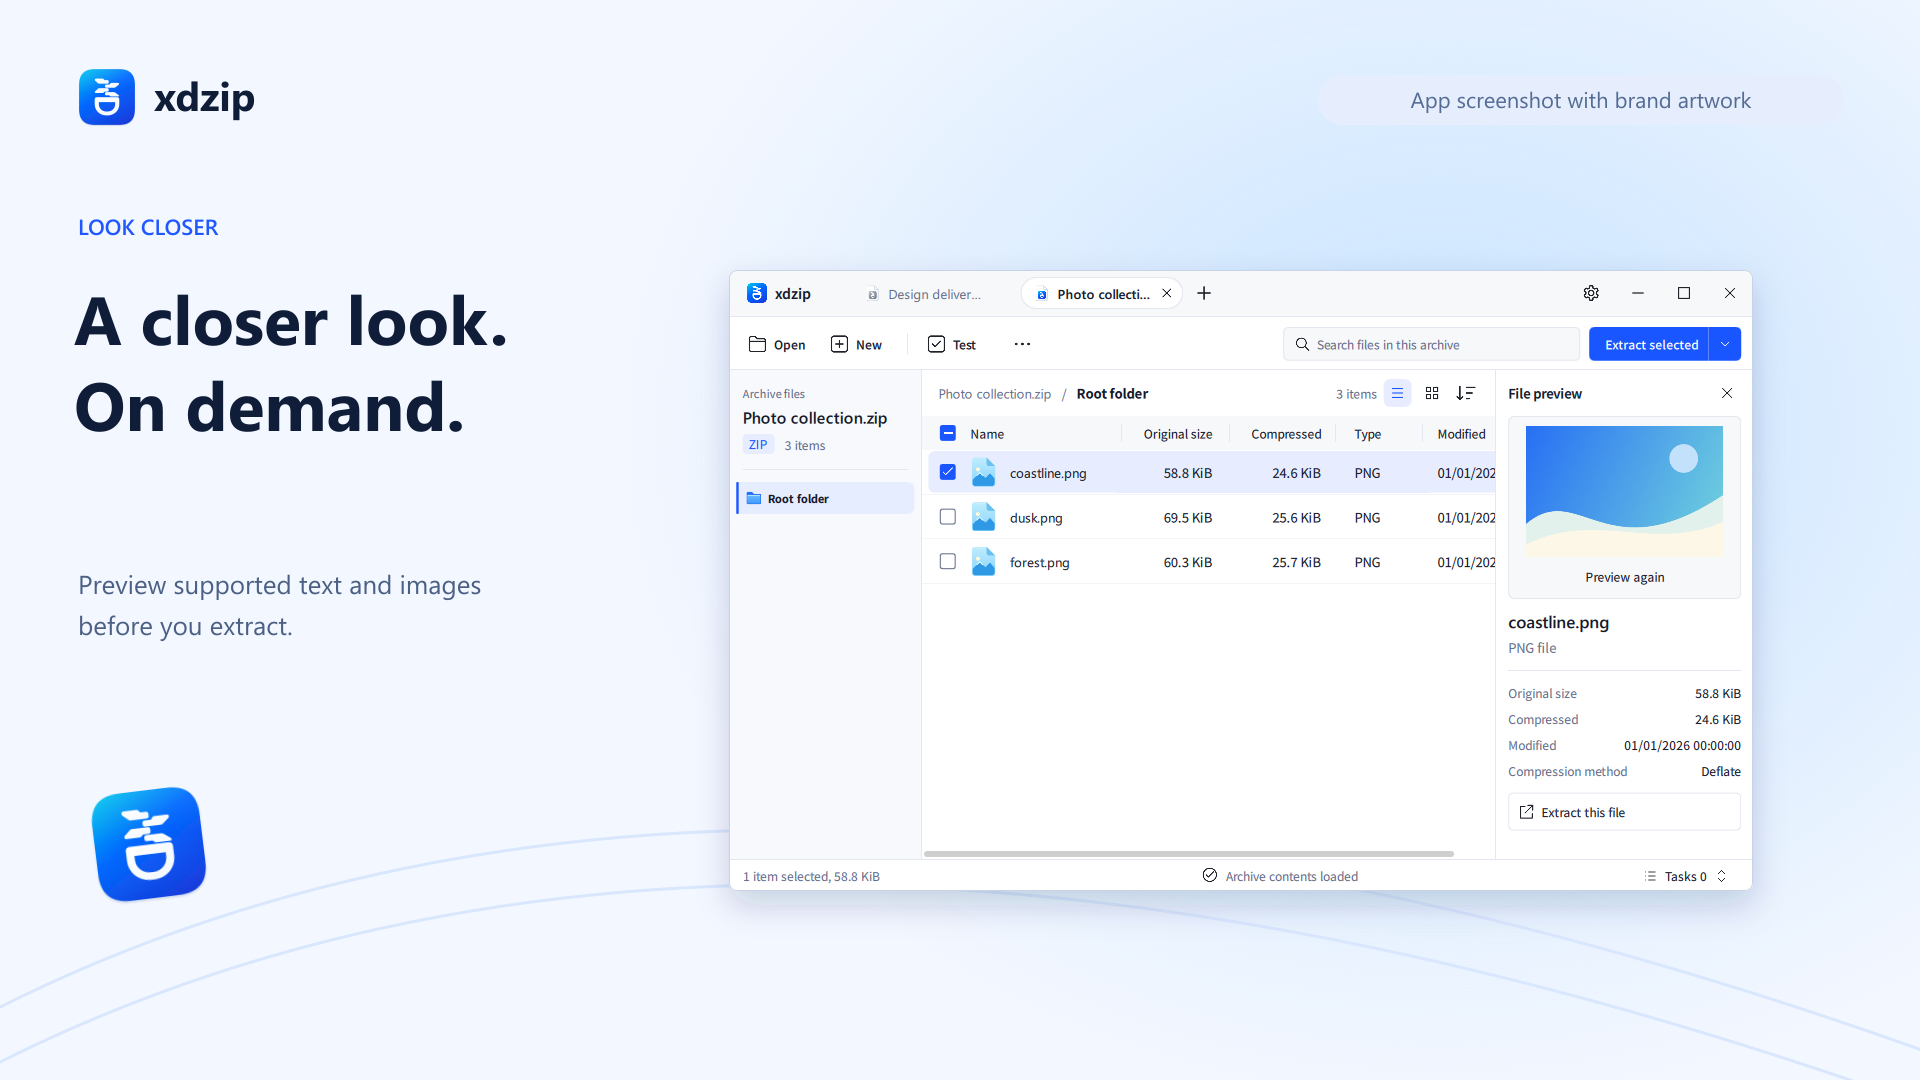 xdzip
App screenshot with brand artwork
LOOK CLOSER
A closer look.
On demand.
Preview supported text and images
before you extract.
xdzip
Design deliver...
Photo collecti...
Open
New
Test
Search files in this archive
Extract selected
Archive files
Photo collection.zip
ZIP
3 items
Root folder
Photo collection.zip / Root folder
3 items
Name Original size Compressed Type Modified
coastline.png 58.8 KiB 24.6 KiB PNG 01/01/202
dusk.png 69.5 KiB 25.6 KiB PNG 01/01/202
forest.png 60.3 KiB 25.7 KiB PNG 01/01/202
File preview
Preview again
coastline.png
PNG file
Original size 58.8 KiB
Compressed 24.6 KiB
Modified 01/01/2026 00:00:00
Compression method Deflate
Extract this file
1 item selected, 58.8 KiB
Archive contents loaded
Tasks 0